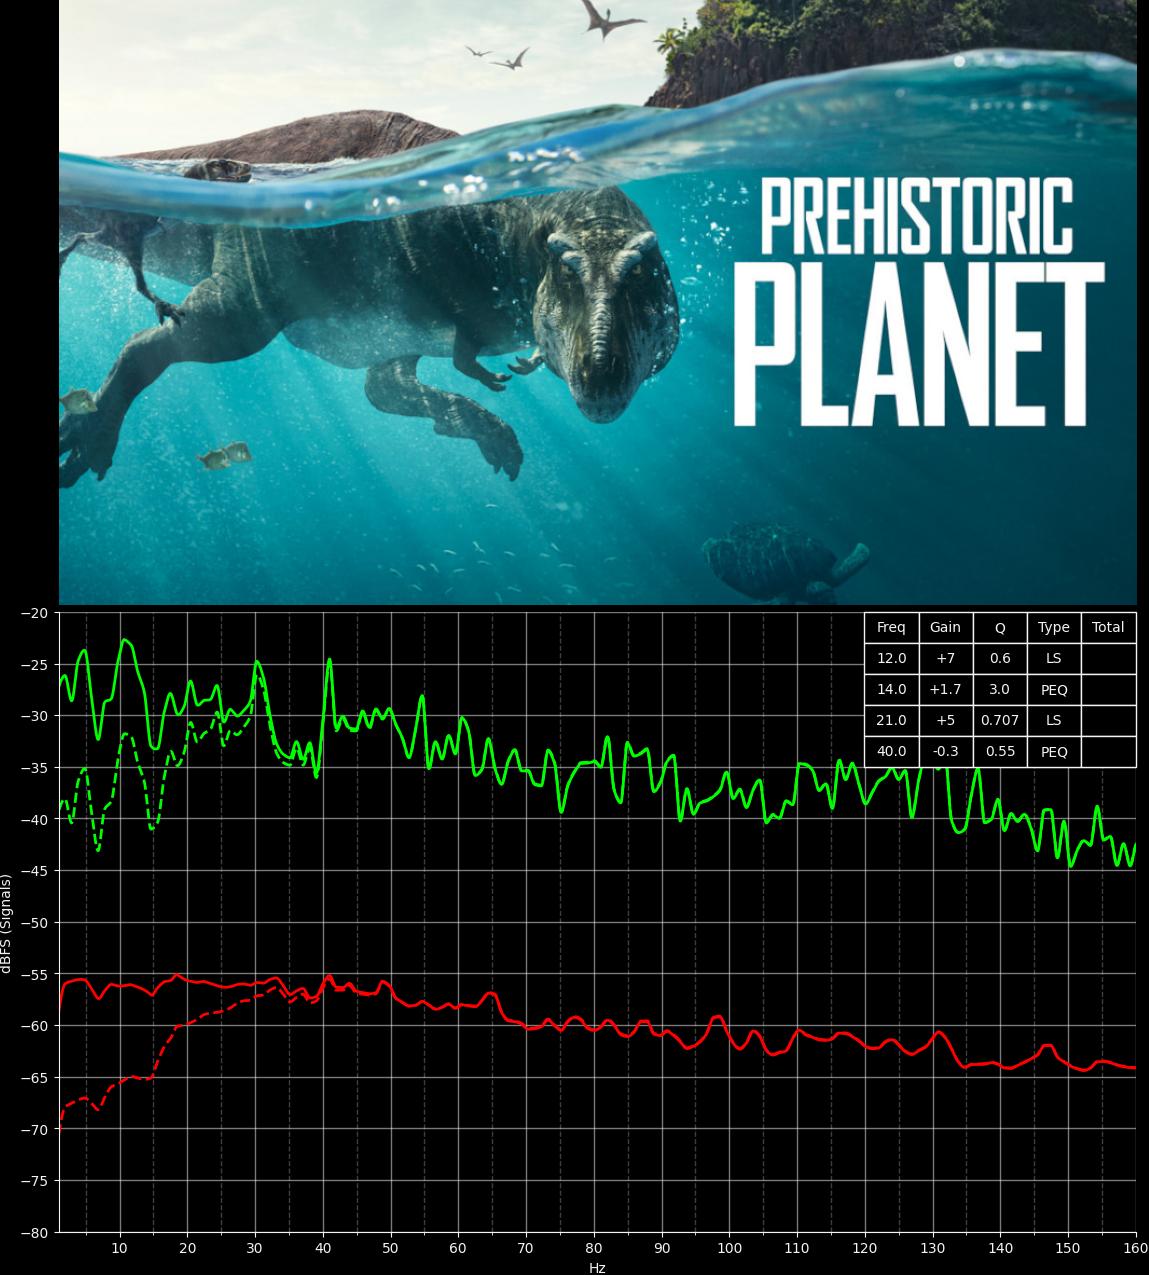 PREHISTORIC
PLANET
Freq Gain Q Type Total
12.0 +7 0.6 LS
14.0 +1.7 3.0 PEQ
21.0 +5 0.707 LS
40.0 -0.3 0.55 PEQ
−20
−25
−30
−35
−40
−45
−50
−55
−60
−65
−70
−75
−80
dBFS (Signals)
10 20 30 40 50 60 70 80 90 100 110 120 130 140 150 160
Hz